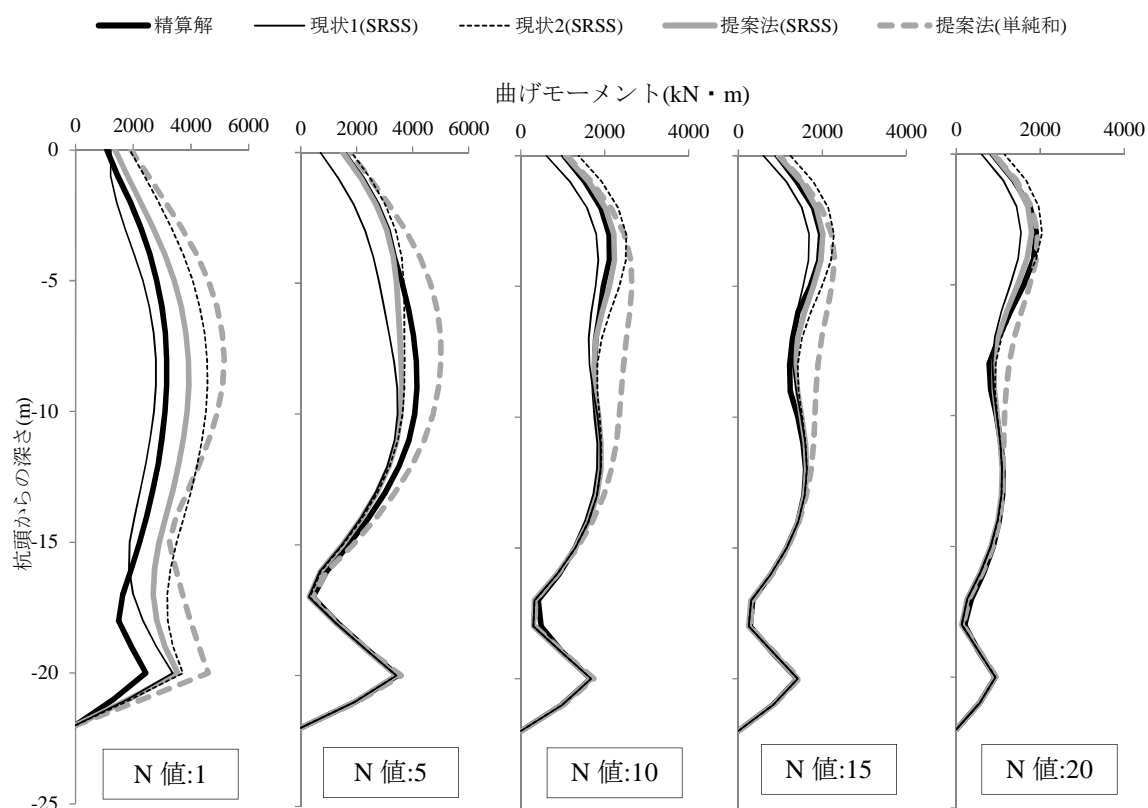 精算解 現状1(SRSS) 現状2(SRSS) 提案法(SRSS) 提案法(単純和)
曲げモーメント(kN・m)
0 2000 4000 6000 0 2000 4000 6000 0 2000 4000 0 2000 4000 0 2000 4000
0
-5
-10
-15
-20
-25
杭頭からの深さ(m)
N 値:1 N 値:5 N 値:10 N 値:15 N 値:20